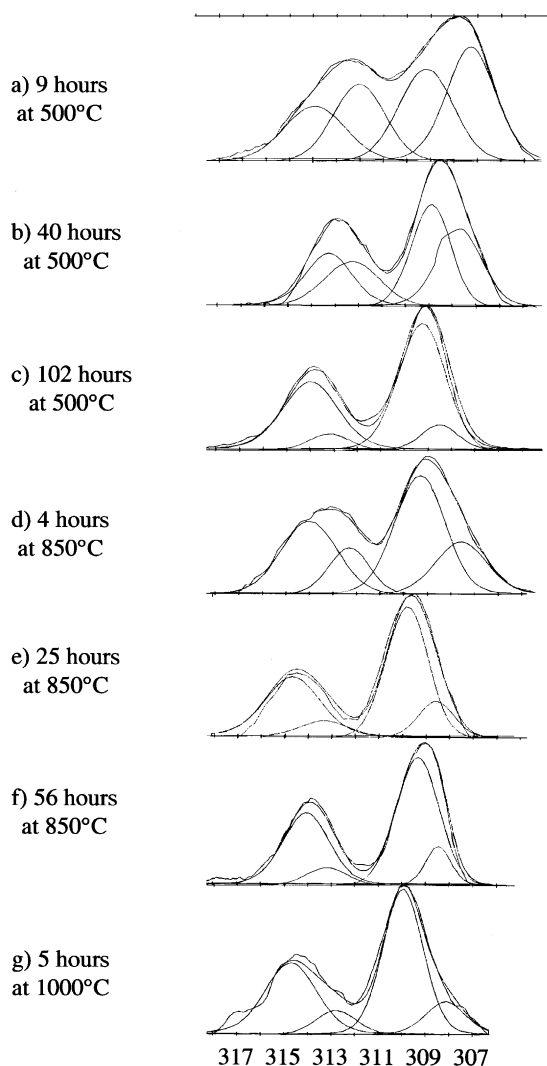 a) 9 hours
at 500°C
b) 40 hours
at 500°C
c) 102 hours
at 500°C
d) 4 hours
at 850°C
e) 25 hours
at 850°C
f) 56 hours
at 850°C
g) 5 hours
at 1000°C
317 315 313 311 309 307